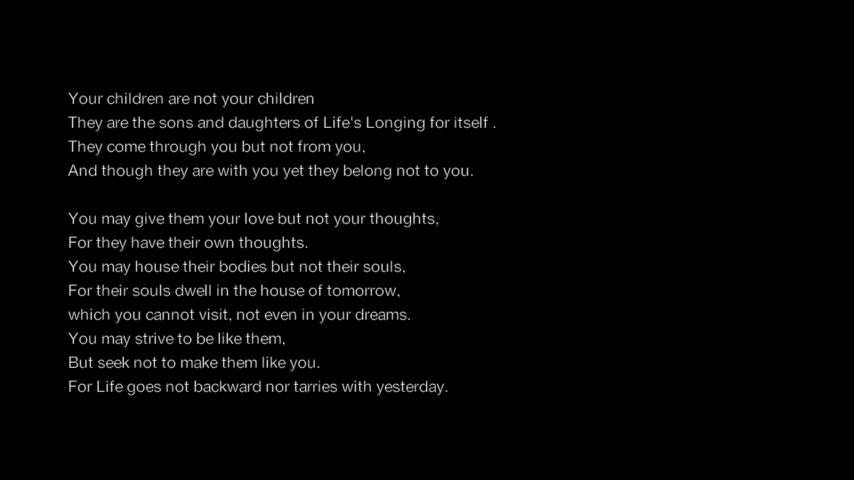 Your children are not your children
They are the sons and daughters of Life's Longing for itself .
They come through you but not from you,
And though they are with you yet they belong not to you.

You may give them your love but not your thoughts,
For they have their own thoughts.
You may house their bodies but not their souls,
For their souls dwell in the house of tomorrow,
which you cannot visit, not even in your dreams.
You may strive to be like them,
But seek not to make them like you.
For Life goes not backward nor tarries with yesterday.